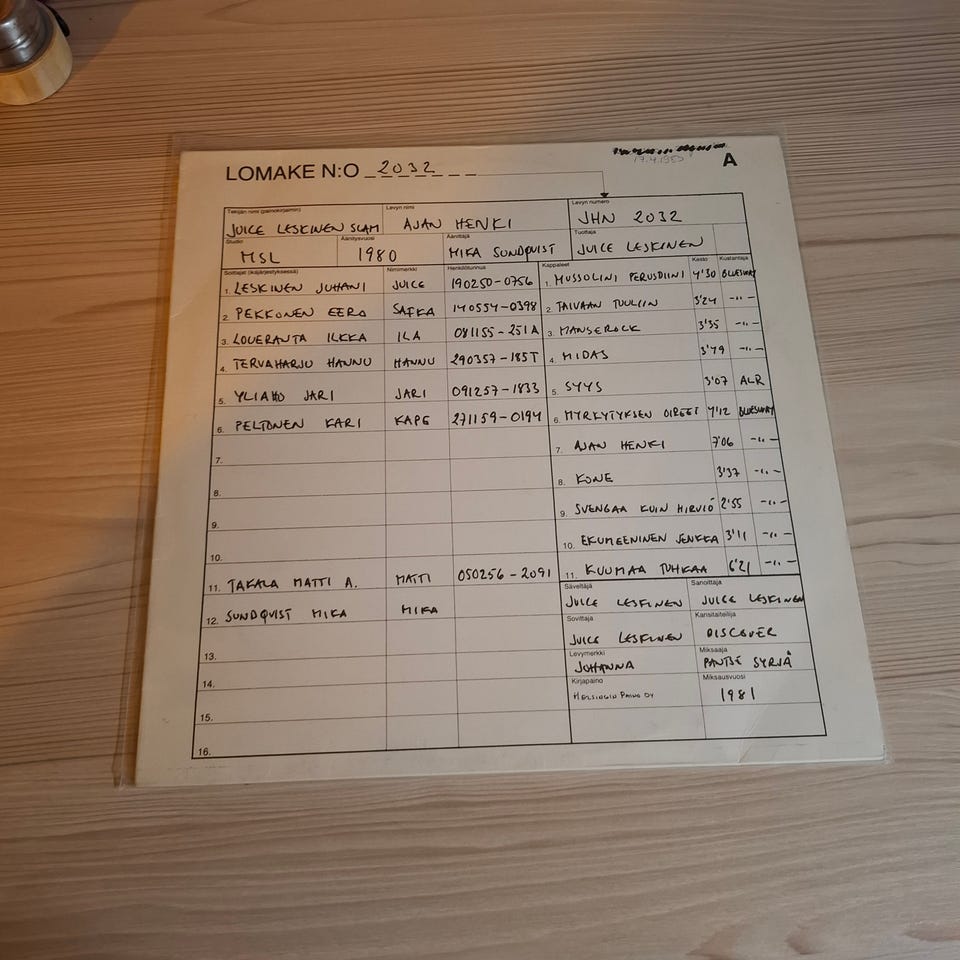 17.4.1983
LOMAKE N:O 2032
A
Tekijän nimi (painokirjaimin) Levyn nimi Levyn numero
JUICE LESKINEN SLAM AJAN HENKI JHN 2032
Studio Äänitysvuosi Äänittäjä Tuottaja
MSL 1980 MIKA SUNDQVIST JUICE LESKINEN
Soittajat (ikäjärjestyksessä) Nimimerkki Henkilötunnus Kappaleet Kesto Kustantaja
1. LESKINEN JUHANI JUICE 190250-0756 1. MUSSOLINI PERUSDIINI 4'30 BLUESWAY
2. PEKKONEN EERO SAFKA 140554-0398 2. TAIVAAN TUULIIN 3'24 -"-
3. LOUERANTA ILKKA ILA 081155-251A 3. MANSEROCK 3'35 -"-
4. TERVAHARJU HANNU HANNU 290357-185T 4. MIDAS 3'49 -"-
5. YLIAHO JARI JARI 091257-1833 5. SYYS 3'07 ALR
6. PELTONEN KARI KAPE 271159-0194 6. MYRKYTYKSEN OIREET 4'12 BLUESWAY
7. 7. AJAN HENKI 7'06 -"-
8. 8. KONE 3'37 -"-
9. 9. SVENGAA KUIN HIRVIÖ 2'55 -"-
10. 10. EKUMEENINEN JENKKA 3'11 -"-
11. TAKALA MATTI A. MATTI 050256-2091 11. KUUMAA TUHKAA 6'21 -"-
12. SUNDQVIST MIKA MIKA
Säveltäjä Sanoittaja
JUICE LESKINEN JUICE LESKINEN
Sovittaja Kansitaiteilija
13. JUICE LESKINEN DISCOVER
Levymerkki Miksaaja
14. JOHANNA PANTSE SYRJÄ
Kirjapaino Miksausvuosi
15. HELSINGIN PAINO OY 1981
16.